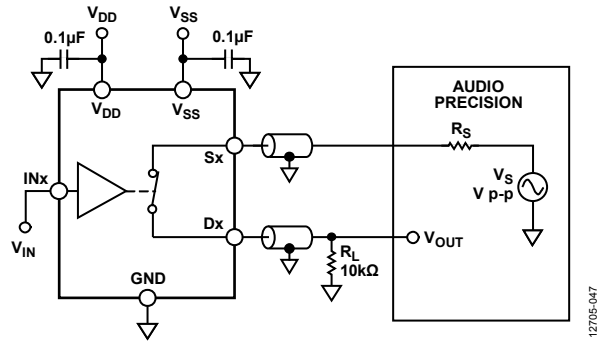 VDD
VSS
0.1µF
0.1µF
VDD
VSS
AUDIO
PRECISION
RS
Sx
VS
V p-p
INx
Dx
VOUT
VIN
RL
10kΩ
GND
12705-047